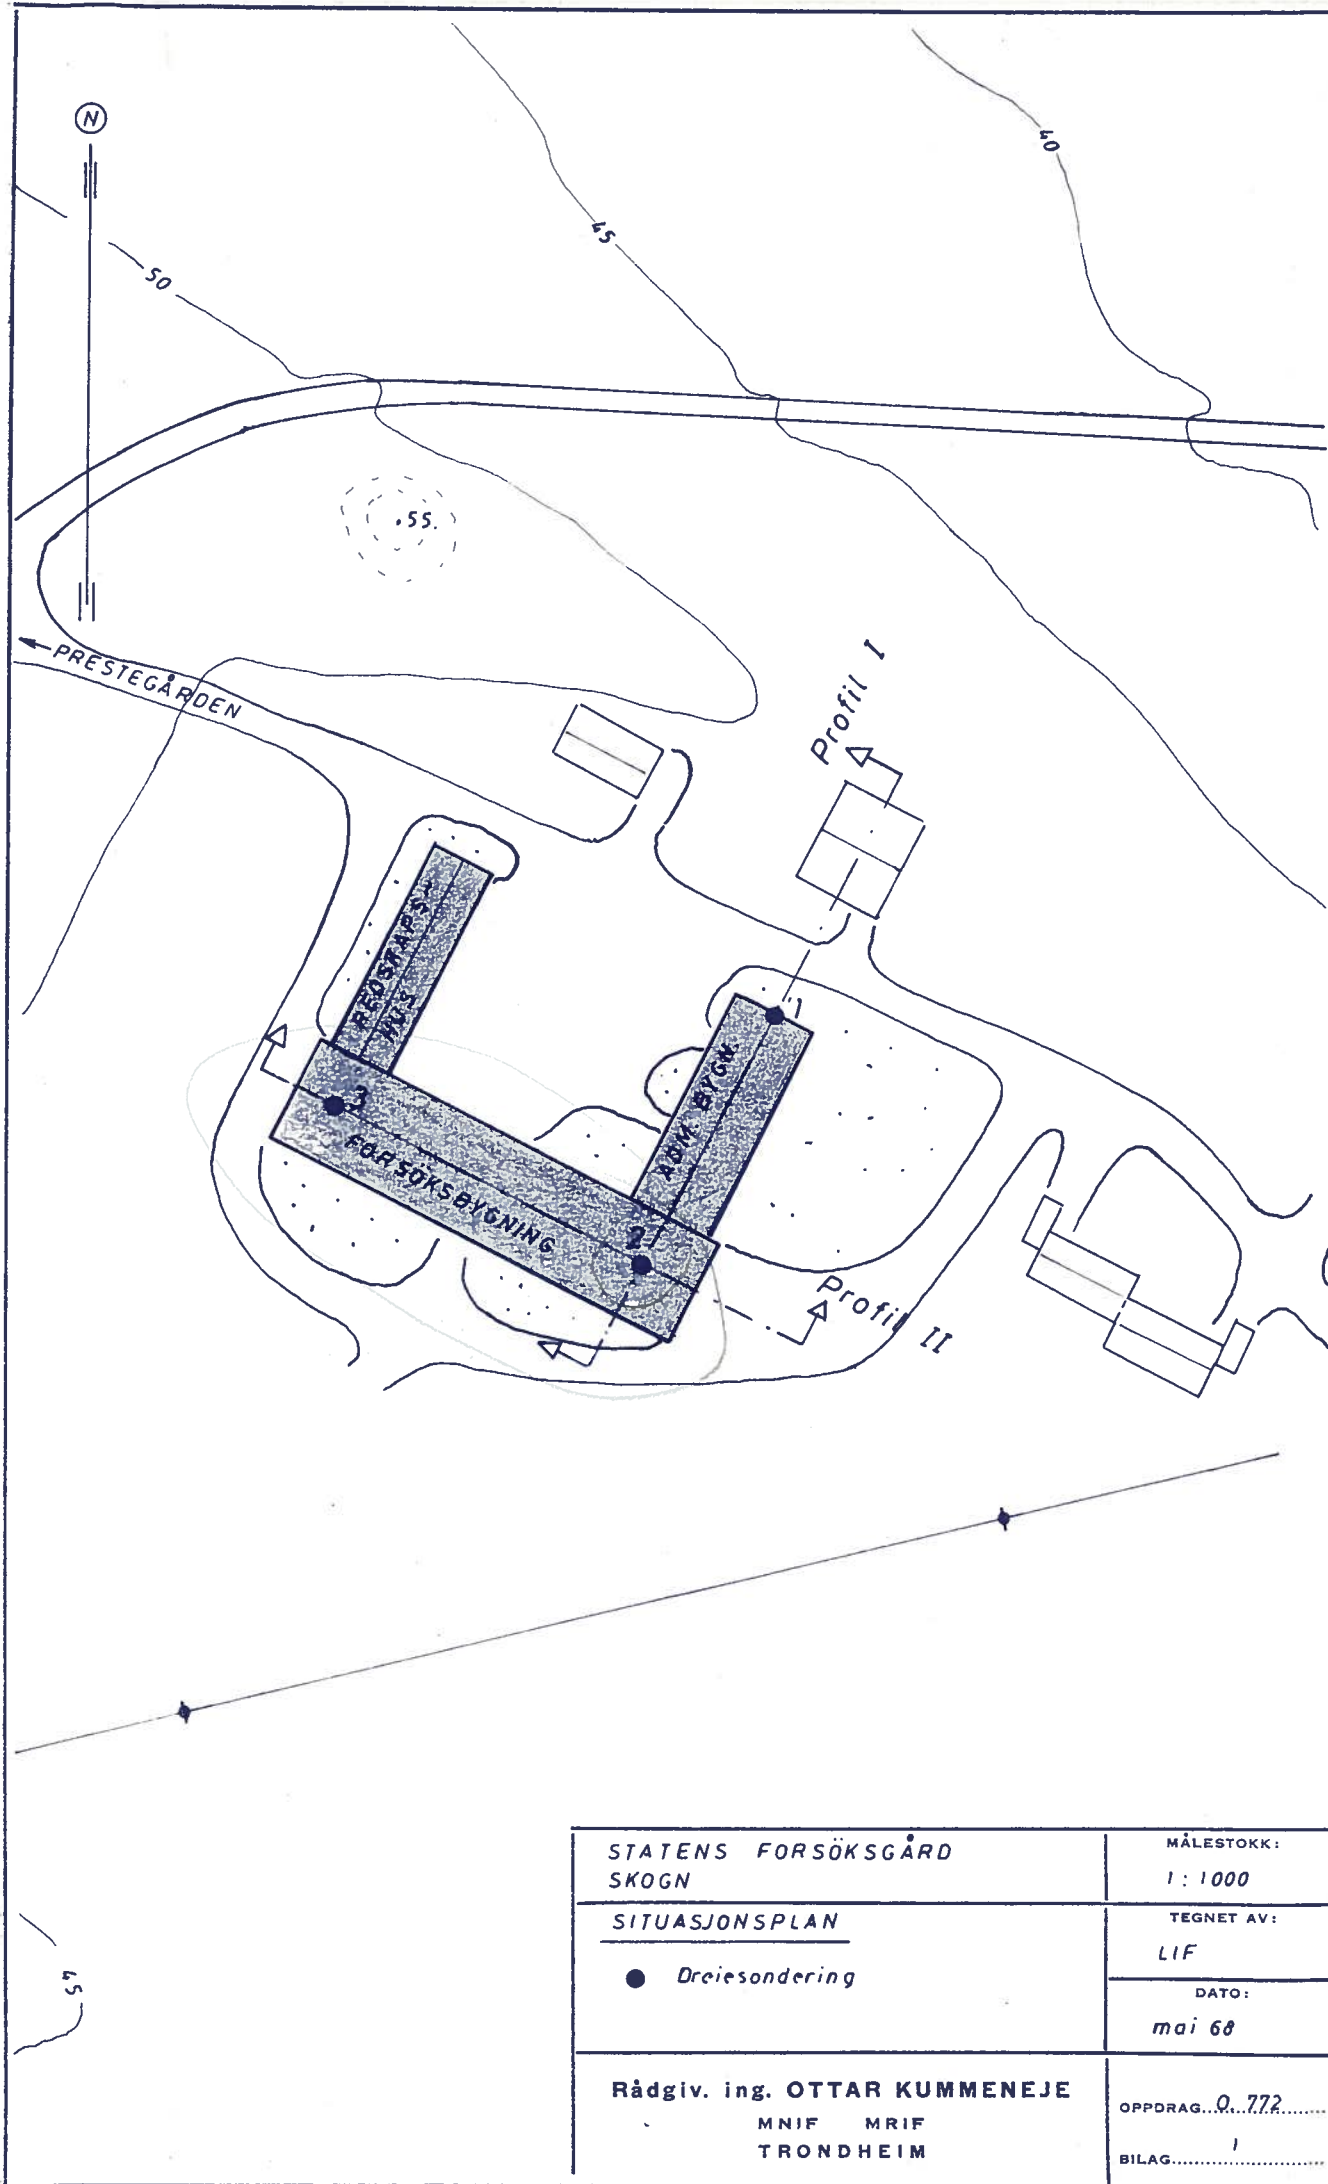 N
40
45
50
.55.
PRESTEGÅRDEN
Profil I
REDSKAPS-
HUS
1
ADM. BYGN.
3
FORSÖKSBYGNING
2
Profil II
45
STATENS FORSÖKSGÅRD
SKOGN
MÅLESTOKK:
1 : 1000
SITUASJONSPLAN
Dreiesondering
TEGNET AV:
LIF
DATO:
mai 68
Rådgiv. ing. OTTAR KUMMENEJE
MNIF MRIF
TRONDHEIM
OPPDRAG...O. 772......
BILAG......1......